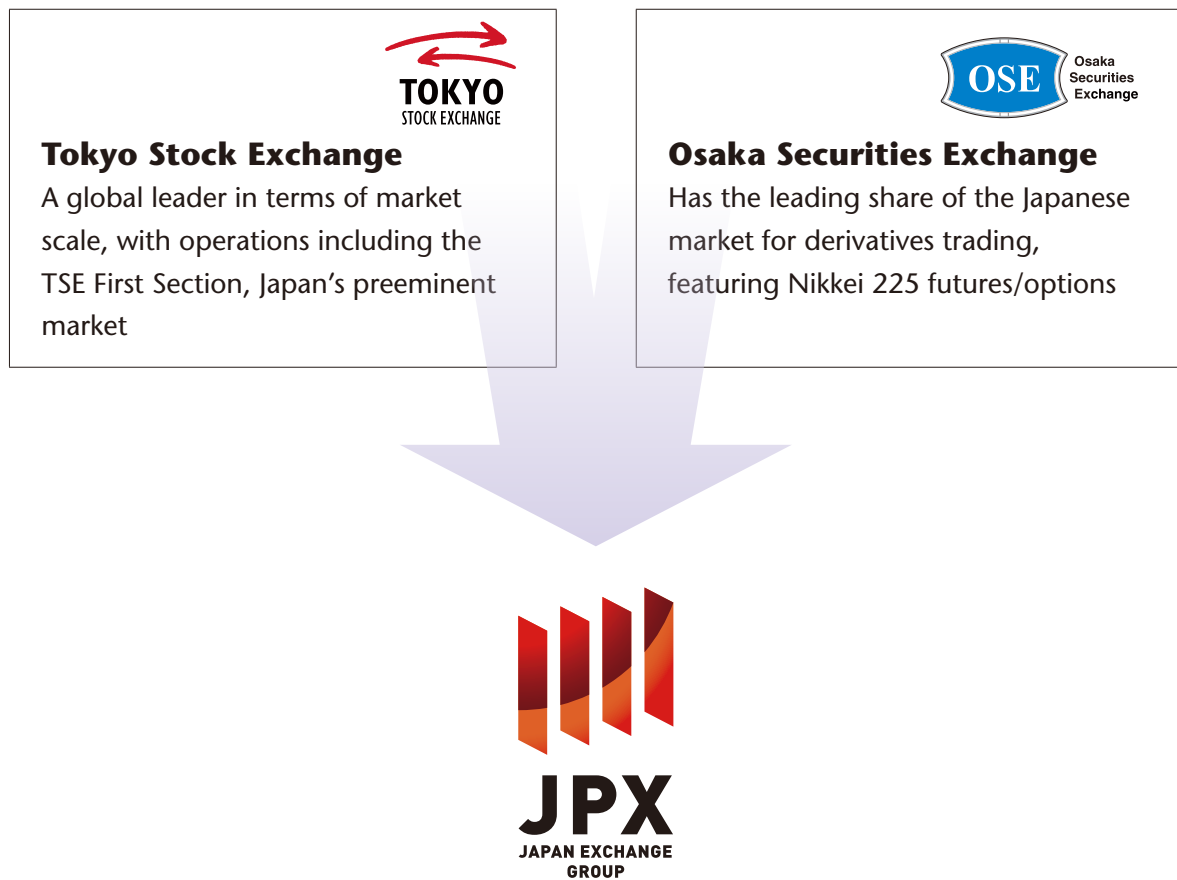 TOKYO
STOCK EXCHANGE
Tokyo Stock Exchange
A global leader in terms of market
scale, with operations including the
TSE First Section, Japan’s preeminent
market
OSE
Osaka
Securities
Exchange
Osaka Securities Exchange
Has the leading share of the Japanese
market for derivatives trading,
featuring Nikkei 225 futures/options
JPX
JAPAN EXCHANGE
GROUP